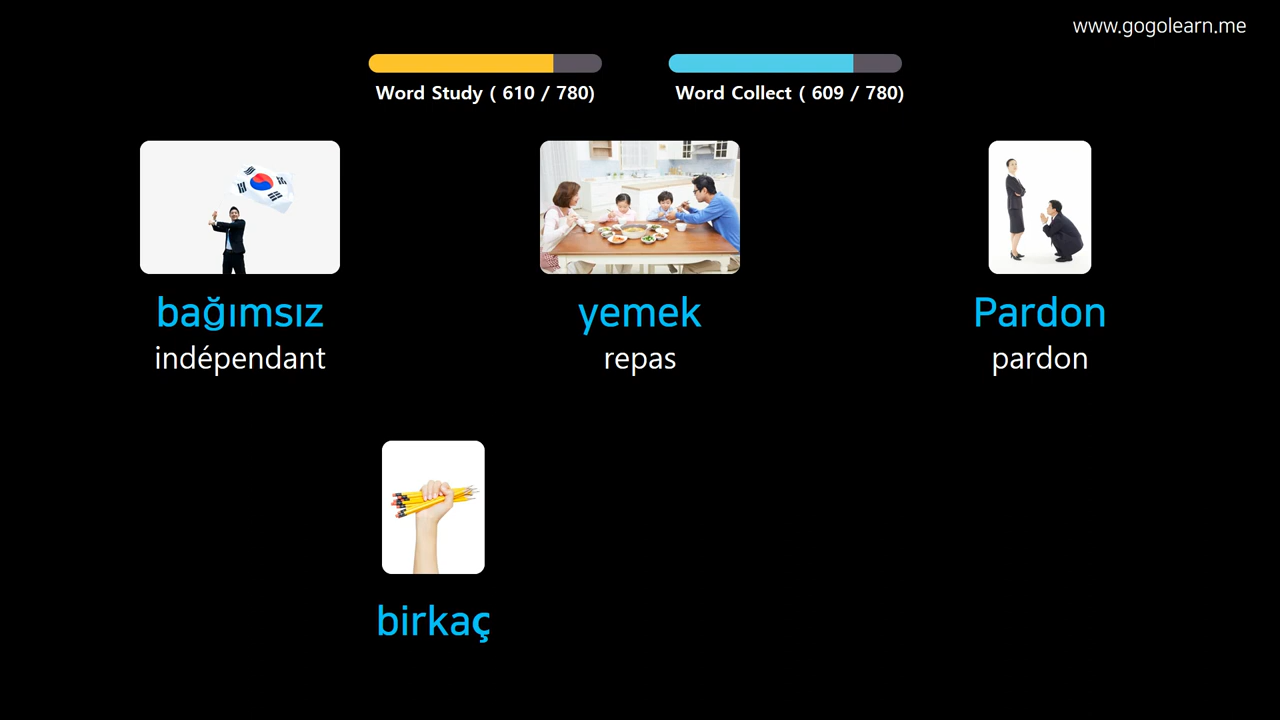 www.gogolearn.me
Word Study ( 610 / 780)
Word Collect ( 609 / 780)
bağımsız
indépendant
yemek
repas
Pardon
pardon
birkaç